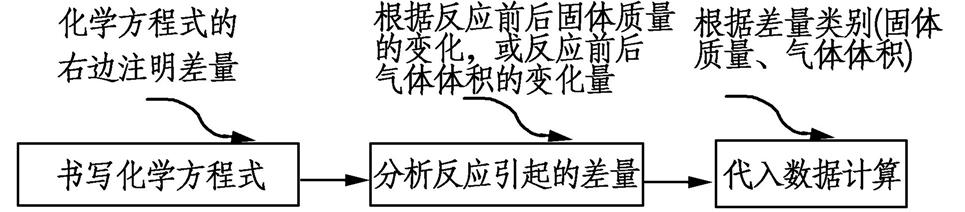 化学方程式的
右边注明差量
根据反应前后固体质量
的变化，或反应前后
气体体积的变化量
根据差量类别(固体
质量、气体体积)
书写化学方程式
分析反应引起的差量
代入数据计算